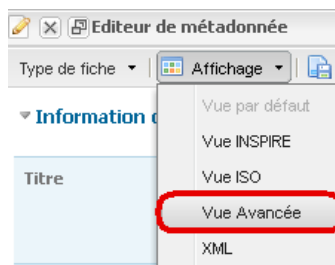 Editeur de métadonnée
Type de fiche Affichage
Information
Vue par défaut
Vue INSPIRE
Titre
Vue ISO
Vue Avancée
XML